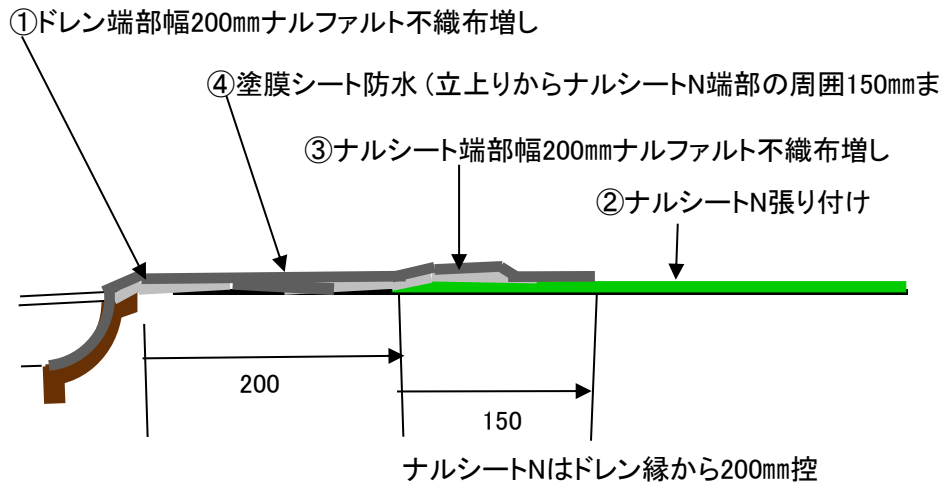 ①ドレン端部幅200㎜ナルファルト不織布増し
④塗膜シート防水（立上りからナルシートN端部の周囲150㎜ま
③ナルシート端部幅200㎜ナルファルト不織布増し
②ナルシートN張り付け
200
150
ナルシートNはドレン縁から200㎜控